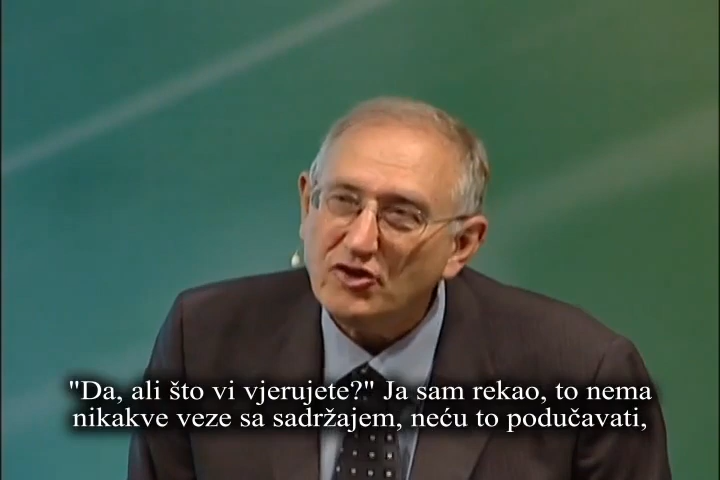 "Da, ali što vi vjerujete?" Ja sam rekao, to nema
nikakve veze sa sadržajem, neću to podučavati,